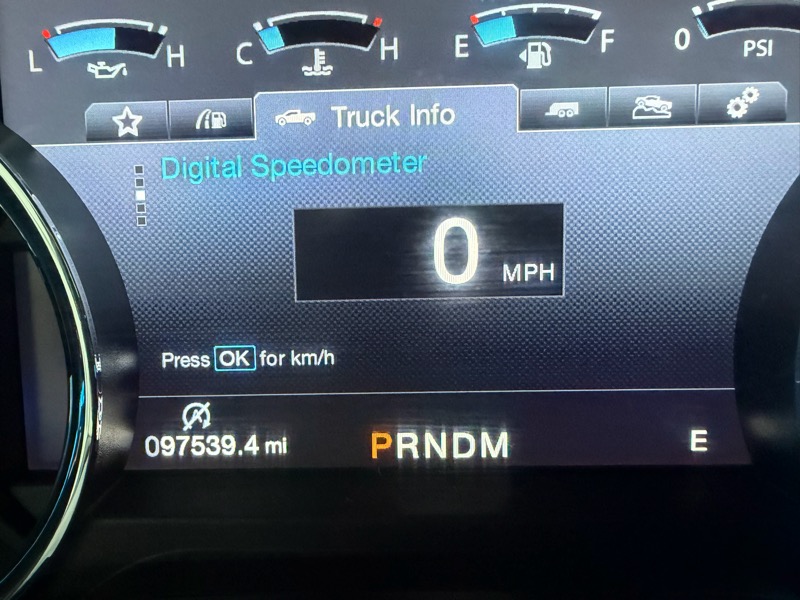 L H C H E F 0 PSI
Truck Info
Digital Speedometer
0 MPH
Press OK for km/h
097539.4 mi PRNDM E